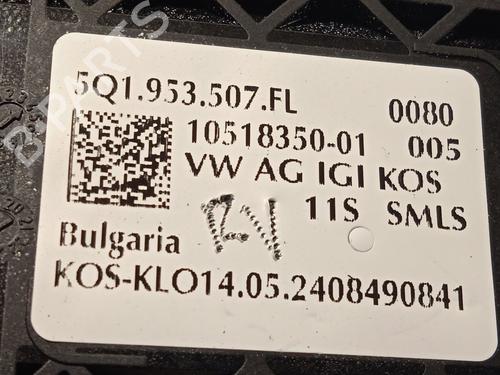 5Q1.953.507.FL 0080
10518350-01 005
VW AG IGI KOS
11S SMLS
Bulgaria
KOS-KLO14.05.2408490841
B-PARTS